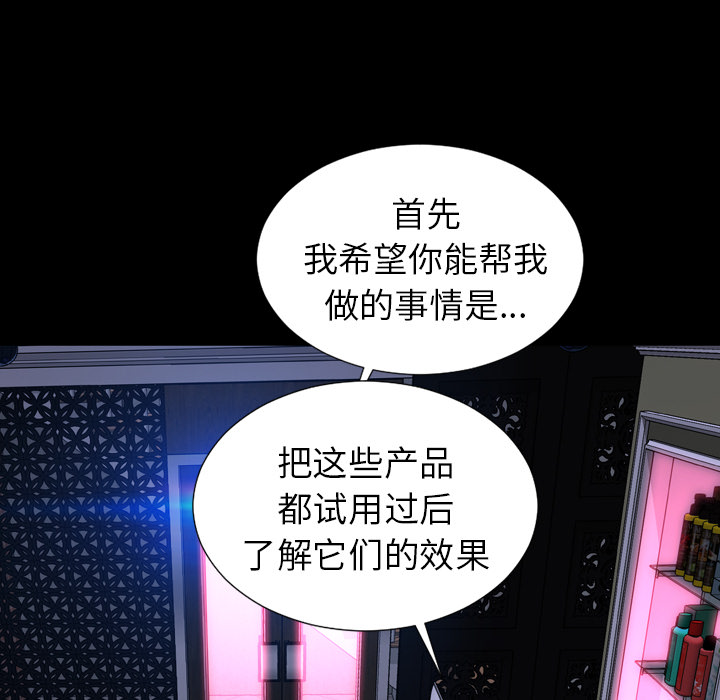 首先
我希望你能帮我
做的事情是...
把这些产品
都试用过后
了解它们的效果